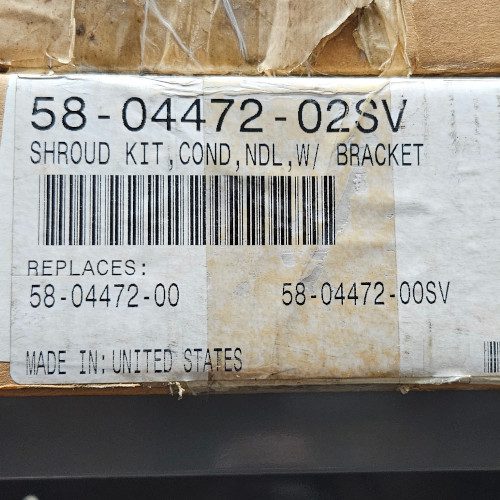 58-04472-02SV
SHROUD KIT,COND,NDL,W/ BRACKET
REPLACES:
58-04472-00 58-04472-00SV
MADE IN: UNITED STATES